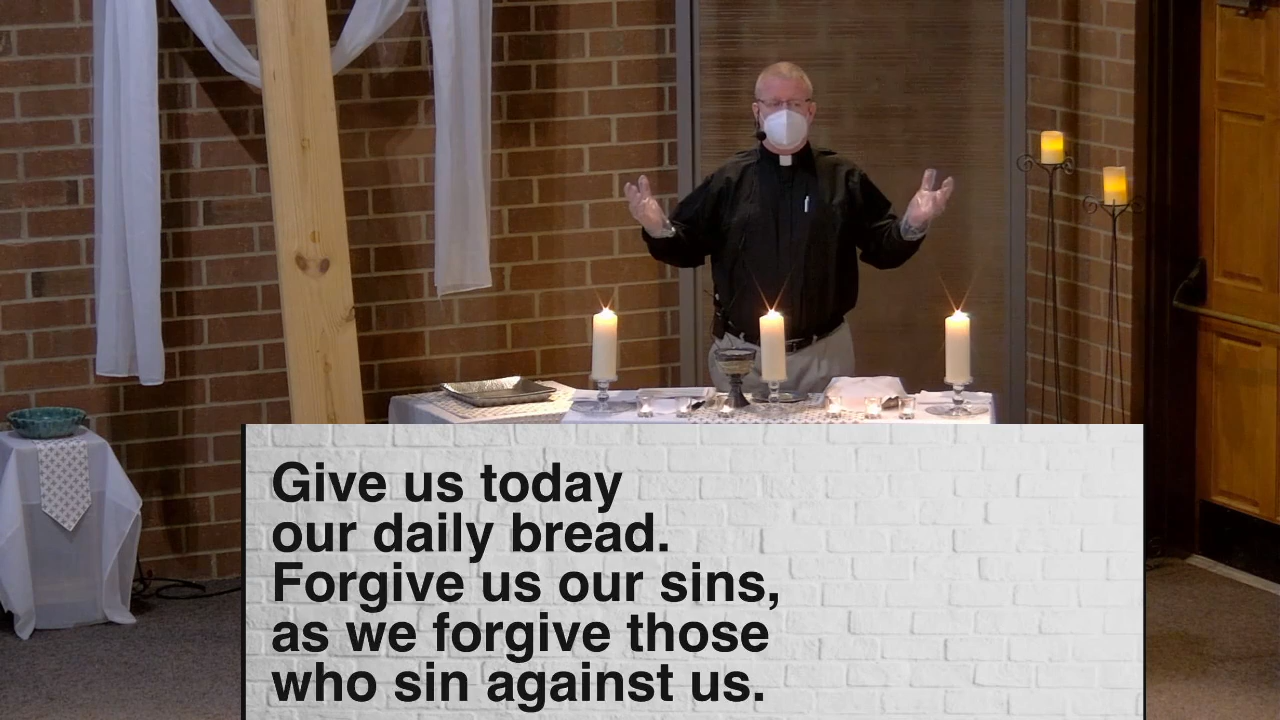 Give us today
our daily bread.
Forgive us our sins,
as we forgive those
who sin against us.